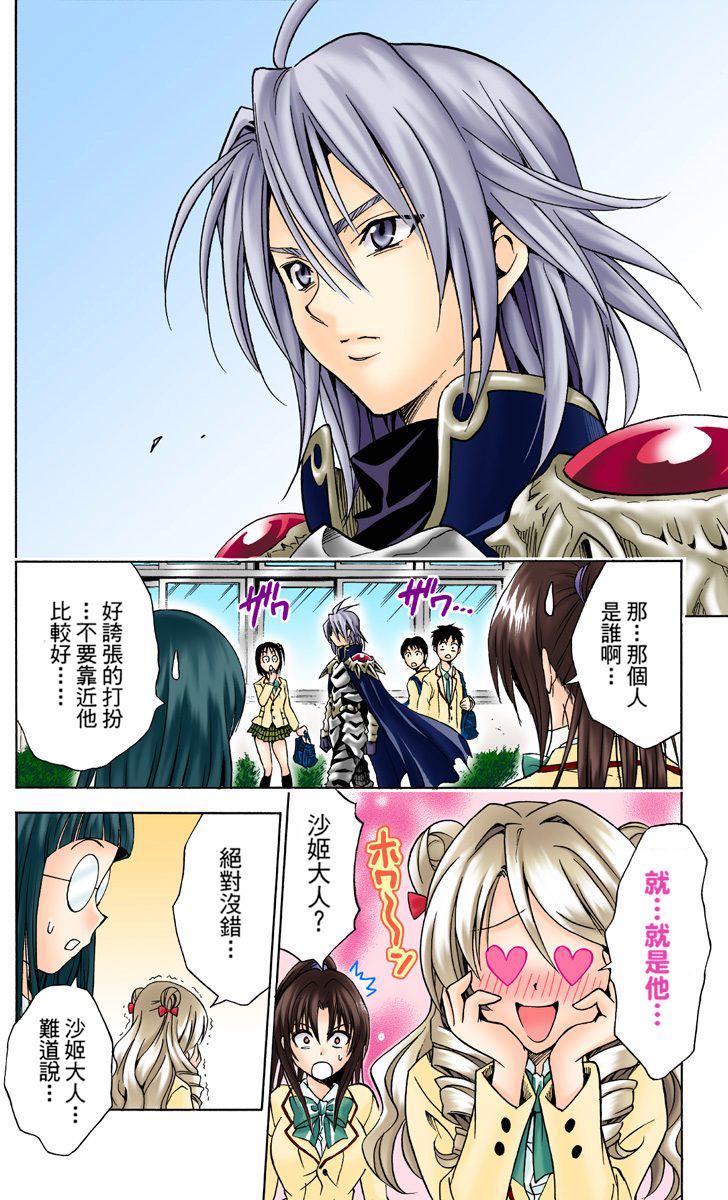 那…那個人
是誰啊…
ザワ…
ザワ
好誇張的打扮
…不要靠近他
比較好……
就…就是他…
ホワ〜〜ン
沙姬大人？
絕對沒錯…
沙姬大人…
難道說…